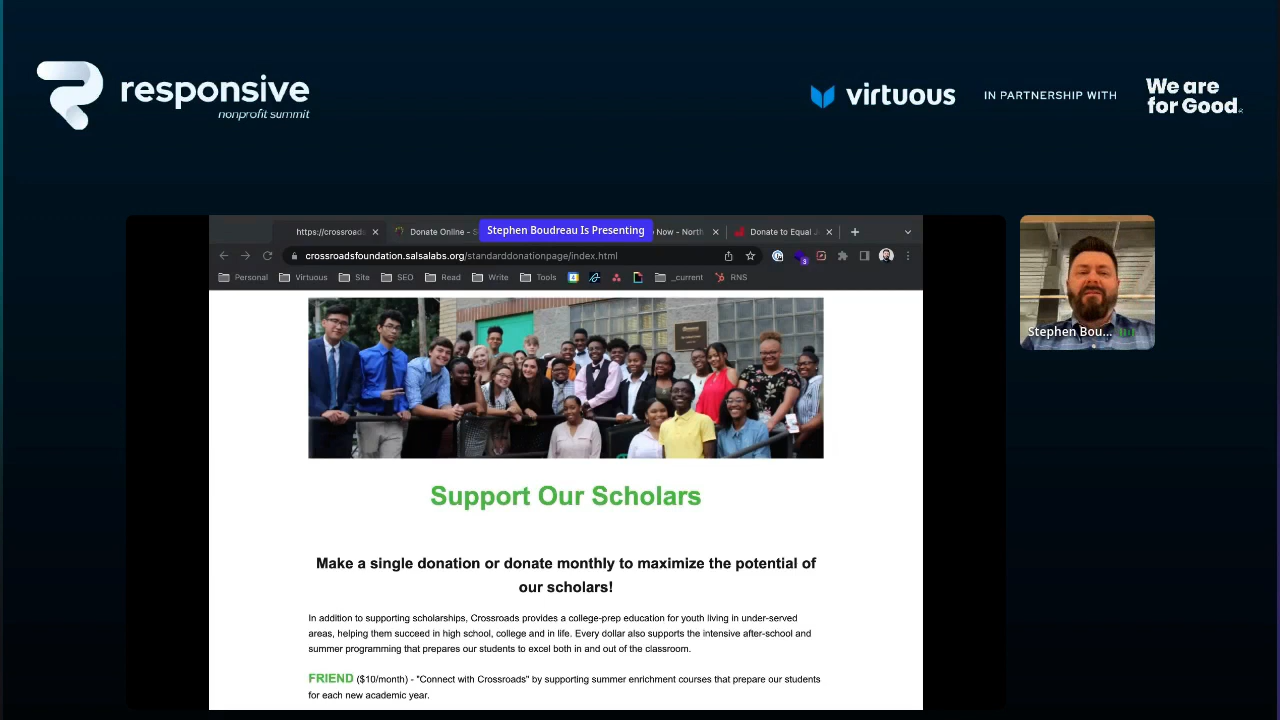 responsive
nonprofit summit
virtuous
IN PARTNERSHIP WITH
We are
for Good
https://crossroads
Donate Online - S
Stephen Boudreau Is Presenting
Now - North
Donate to Equal J
crossroadsfoundation.salsalabs.org/standarddonationpage/index.html
3
Personal
Virtuous
Site
SEO
Read
Write
Tools
_current
RNS
Stephen Bou...
Support Our Scholars
Make a single donation or donate monthly to maximize the potential of
our scholars!
In addition to supporting scholarships, Crossroads provides a college-prep education for youth living in under-served
areas, helping them succeed in high school, college and in life. Every dollar also supports the intensive after-school and
summer programming that prepares our students to excel both in and out of the classroom.
FRIEND ($10/month) - "Connect with Crossroads" by supporting summer enrichment courses that prepare our students
for each new academic year.